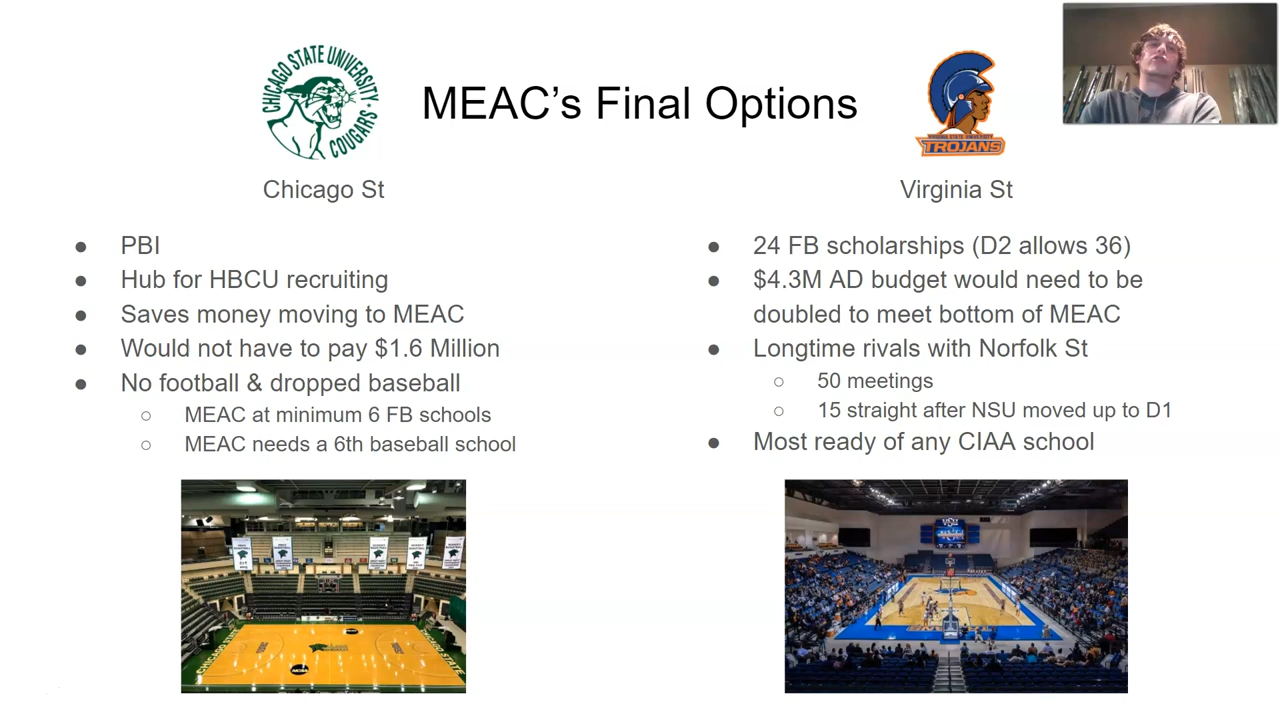 CHICAGO STATE UNIVERSITY
COUGARS
MEAC's Final Options
TROJANS
Chicago St
Virginia St
● PBI
● Hub for HBCU recruiting
● Saves money moving to MEAC
● Would not have to pay $1.6 Million
● No football & dropped baseball
○ MEAC at minimum 6 FB schools
○ MEAC needs a 6th baseball school
● 24 FB scholarships (D2 allows 36)
● $4.3M AD budget would need to be
doubled to meet bottom of MEAC
● Longtime rivals with Norfolk St
○ 50 meetings
○ 15 straight after NSU moved up to D1
● Most ready of any CIAA school
VSU